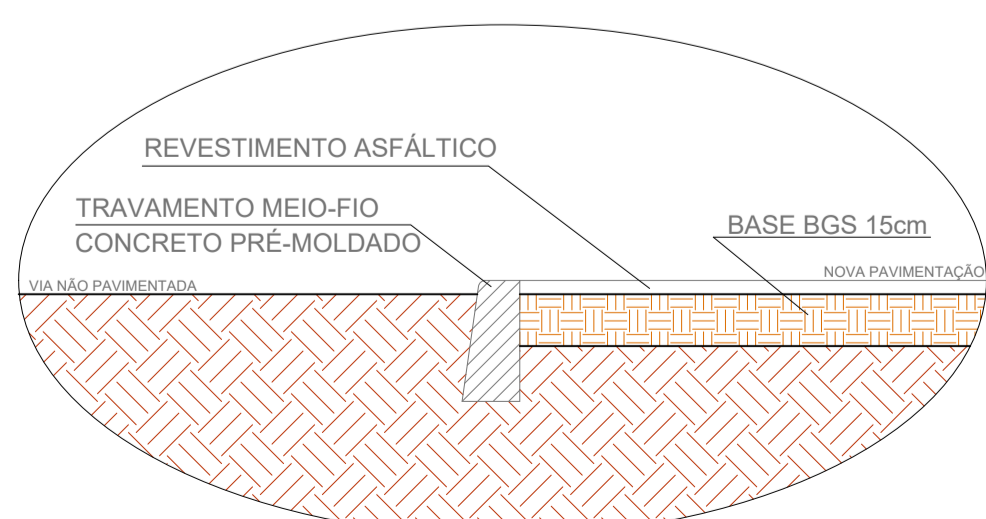 REVESTIMENTO ASFÁLTICO
TRAVAMENTO MEIO-FIO
CONCRETO PRÉ-MOLDADO
BASE BGS 15cm
NOVA PAVIMENTAÇÃO
VIA NÃO PAVIMENTADA